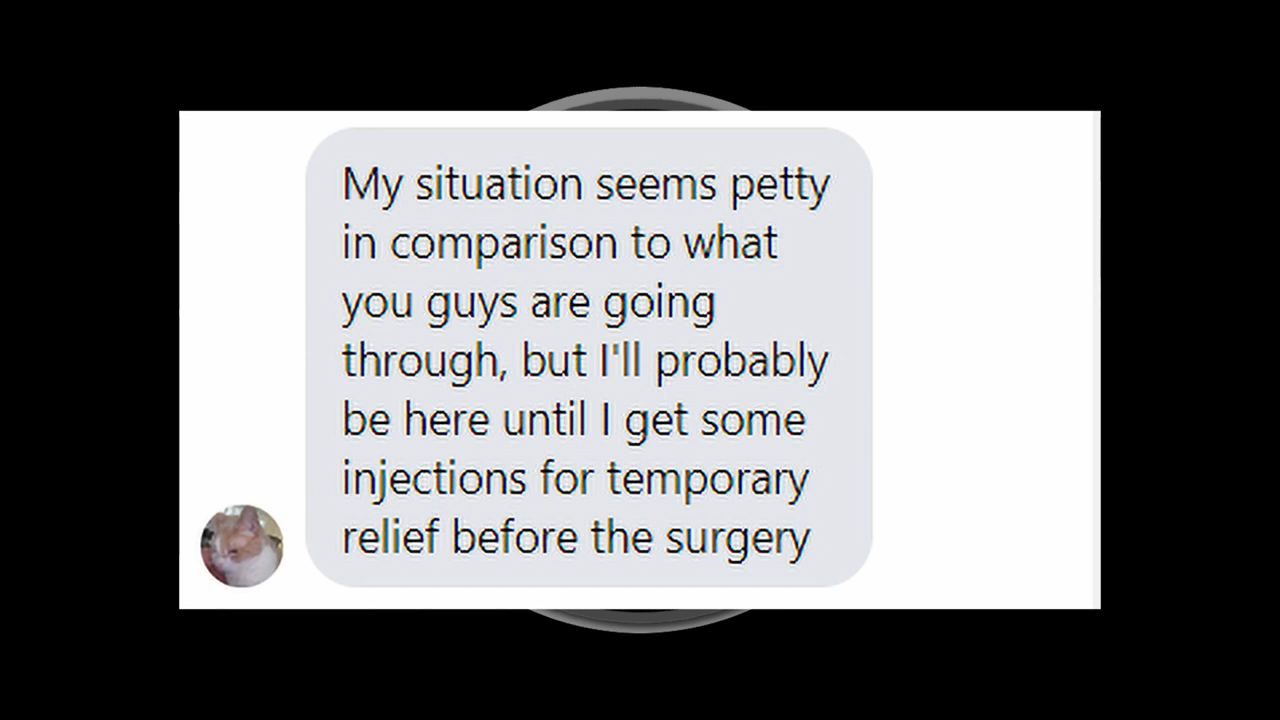 My situation seems petty
in comparison to what
you guys are going
through, but I'll probably
be here until I get some
injections for temporary
relief before the surgery